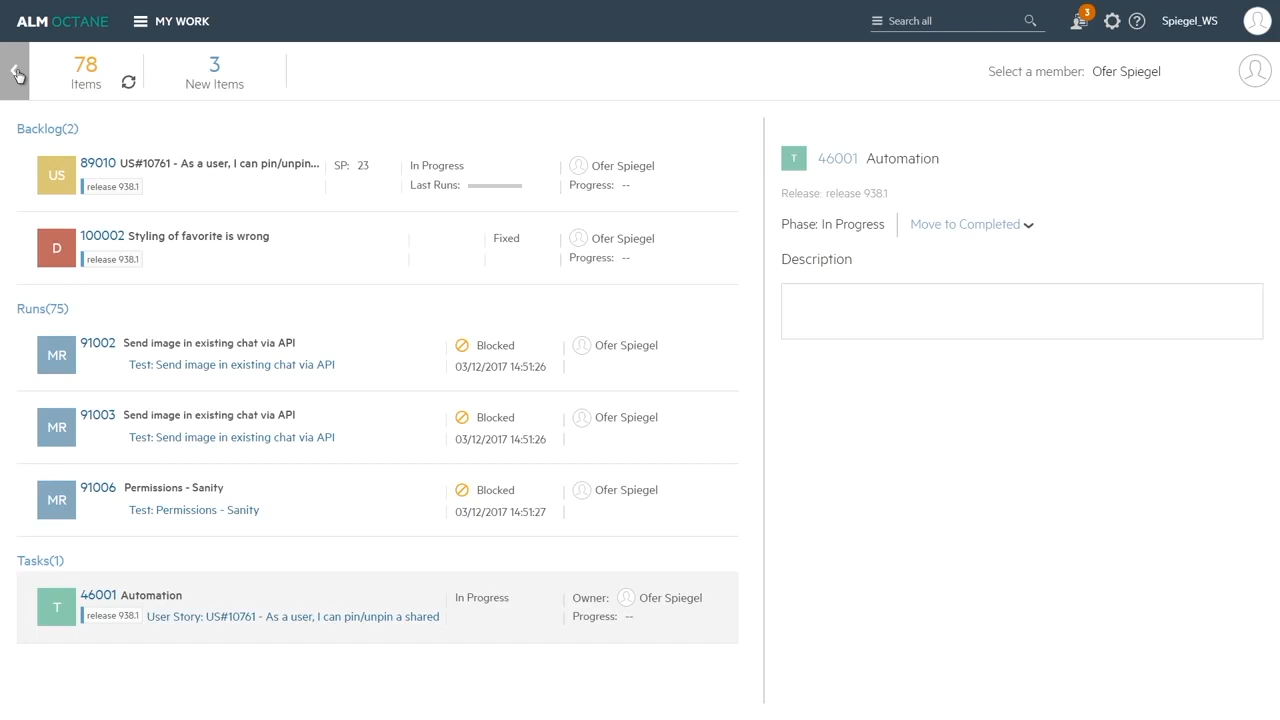 ALM OCTANE MY WORK Search all 3 Spiegel_WS
78 Items
3 New Items
Select a member: Ofer Spiegel
Backlog(2)
US 89010 US#10761 - As a user, I can pin/unpin... SP: 23 In Progress Ofer Spiegel
release 938.1 Last Runs: Progress: --
D 100002 Styling of favorite is wrong Fixed Ofer Spiegel
release 938.1 Progress: --
Runs(75)
MR 91002 Send image in existing chat via API Blocked Ofer Spiegel
Test: Send image in existing chat via API 03/12/2017 14:51:26
MR 91003 Send image in existing chat via API Blocked Ofer Spiegel
Test: Send image in existing chat via API 03/12/2017 14:51:26
MR 91006 Permissions - Sanity Blocked Ofer Spiegel
Test: Permissions - Sanity 03/12/2017 14:51:27
Tasks(1)
T 46001 Automation In Progress Owner: Ofer Spiegel
release 938.1 User Story: US#10761 - As a user, I can pin/unpin a shared Progress: --
T 46001 Automation
Release: release 938.1
Phase: In Progress Move to Completed
Description